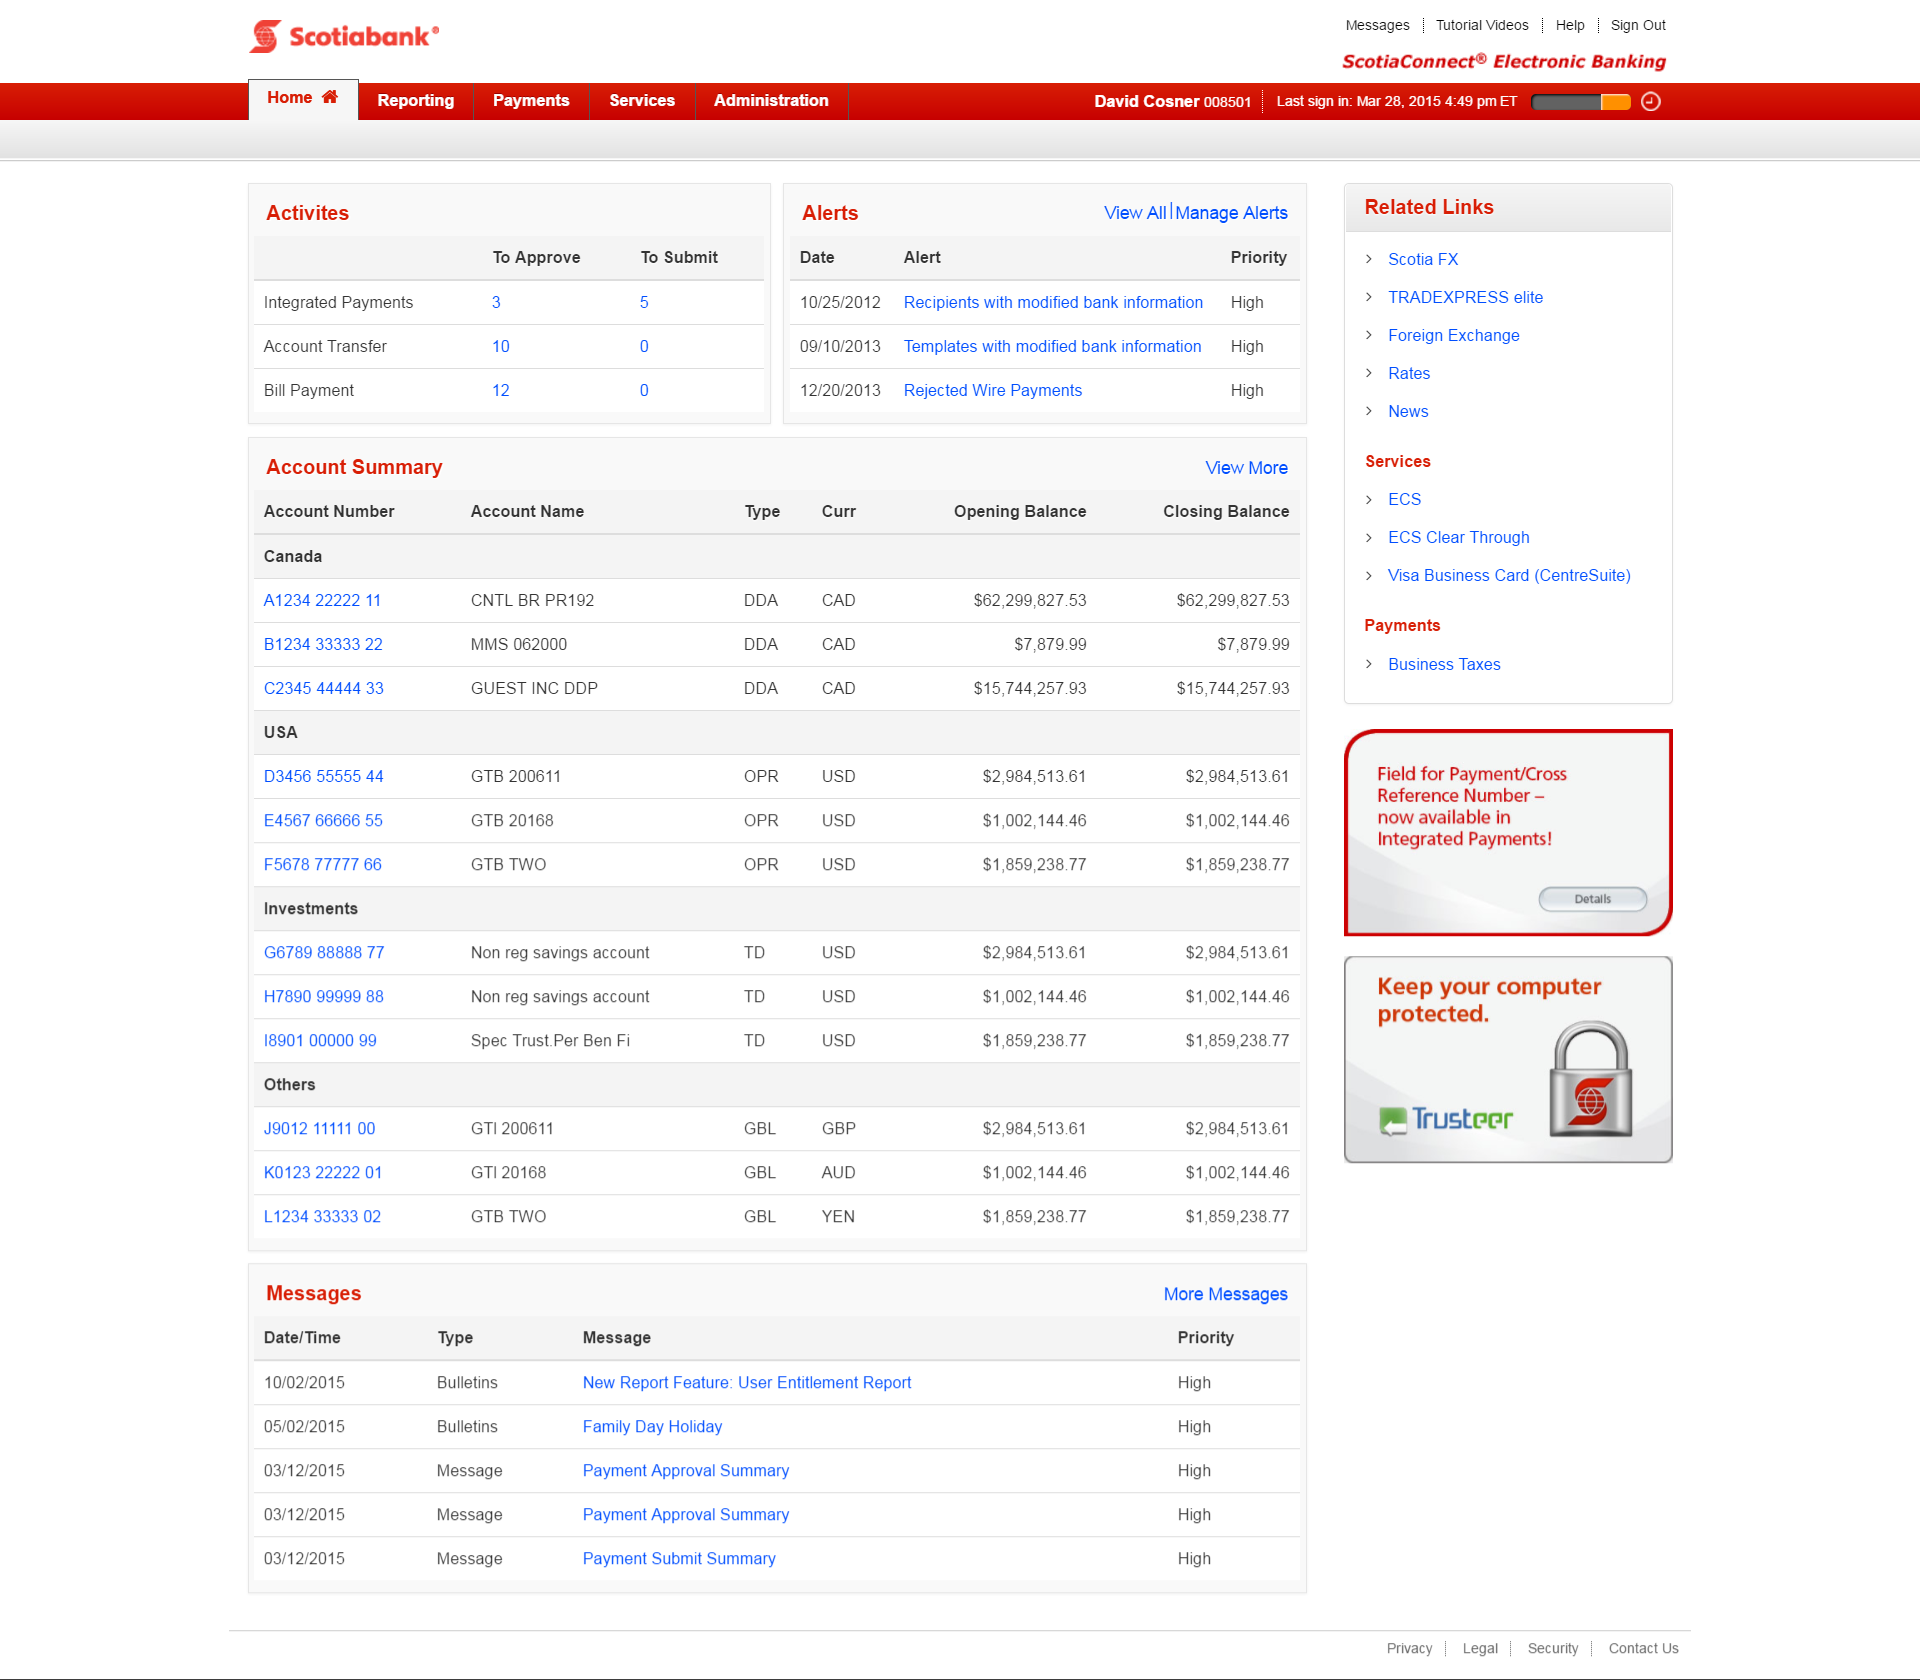 Scotiabank®
Messages Tutorial Videos Help Sign Out
ScotiaConnect® Electronic Banking
Home Reporting Payments Services Administration
David Cosner 008501 Last sign in: Mar 28, 2015 4:49 pm ET
Activites
To Approve To Submit
Integrated Payments 3 5
Account Transfer 10 0
Bill Payment 12 0
Alerts View All|Manage Alerts
Date Alert Priority
10/25/2012 Recipients with modified bank information High
09/10/2013 Templates with modified bank information High
12/20/2013 Rejected Wire Payments High
Account Summary View More
Account Number Account Name Type Curr Opening Balance Closing Balance
Canada
A1234 22222 11 CNTL BR PR192 DDA CAD $62,299,827.53 $62,299,827.53
B1234 33333 22 MMS 062000 DDA CAD $7,879.99 $7,879.99
C2345 44444 33 GUEST INC DDP DDA CAD $15,744,257.93 $15,744,257.93
USA
D3456 55555 44 GTB 200611 OPR USD $2,984,513.61 $2,984,513.61
E4567 66666 55 GTB 20168 OPR USD $1,002,144.46 $1,002,144.46
F5678 77777 66 GTB TWO OPR USD $1,859,238.77 $1,859,238.77
Investments
G6789 88888 77 Non reg savings account TD USD $2,984,513.61 $2,984,513.61
H7890 99999 88 Non reg savings account TD USD $1,002,144.46 $1,002,144.46
I8901 00000 99 Spec Trust.Per Ben Fi TD USD $1,859,238.77 $1,859,238.77
Others
J9012 11111 00 GTI 200611 GBL GBP $2,984,513.61 $2,984,513.61
K0123 22222 01 GTI 20168 GBL AUD $1,002,144.46 $1,002,144.46
L1234 33333 02 GTB TWO GBL YEN $1,859,238.77 $1,859,238.77
Messages More Messages
Date/Time Type Message Priority
10/02/2015 Bulletins New Report Feature: User Entitlement Report High
05/02/2015 Bulletins Family Day Holiday High
03/12/2015 Message Payment Approval Summary High
03/12/2015 Message Payment Approval Summary High
03/12/2015 Message Payment Submit Summary High
Related Links
Scotia FX
TRADEXPRESS elite
Foreign Exchange
Rates
News
Services
ECS
ECS Clear Through
Visa Business Card (CentreSuite)
Payments
Business Taxes
Field for Payment/Cross
Reference Number –
now available in
Integrated Payments!
Details
Keep your computer
protected.
Trusteer
Privacy Legal Security Contact Us